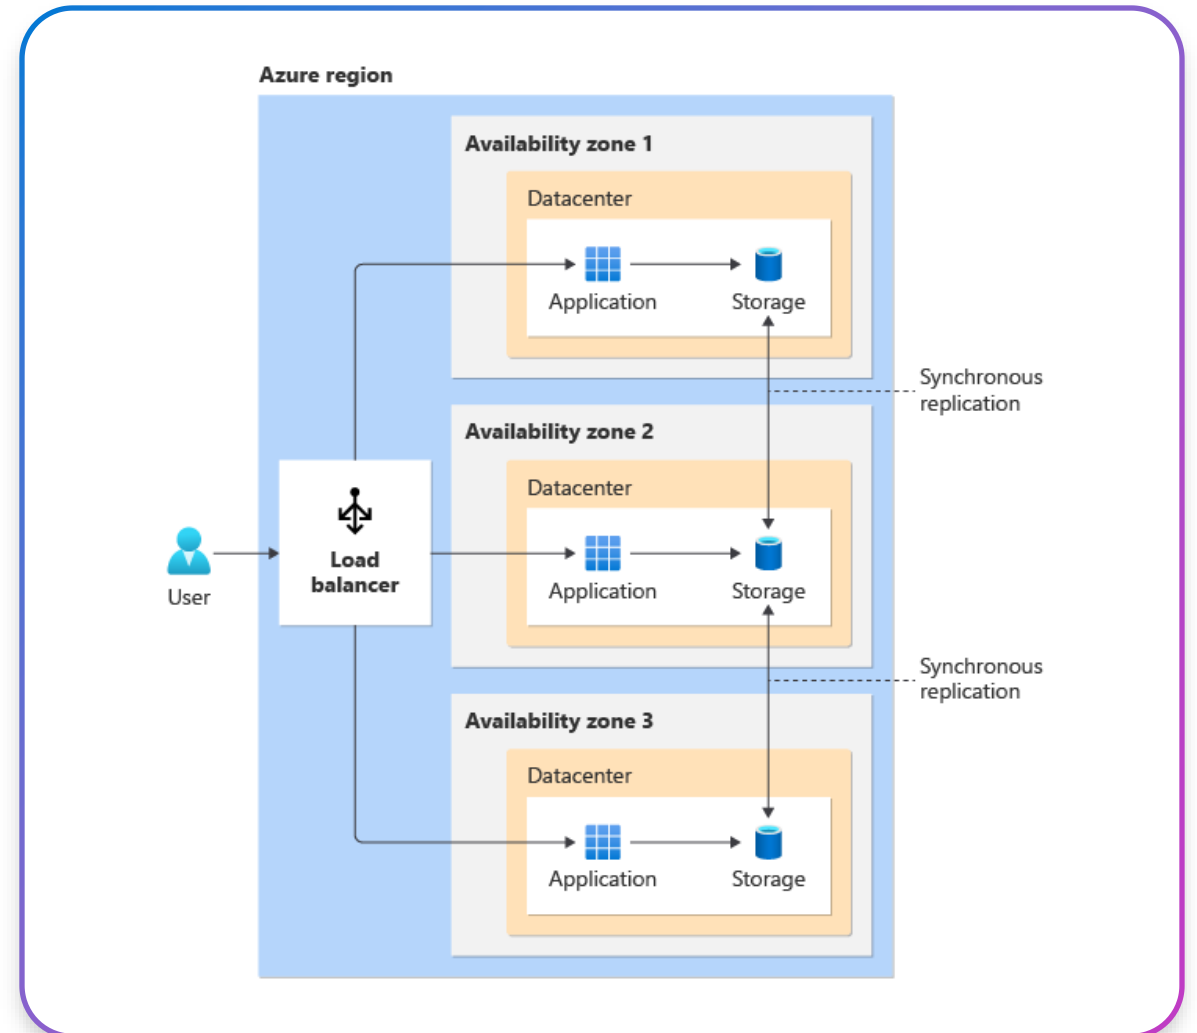 Azure region
Availability zone 1
Datacenter
Application
Storage
Synchronous
replication
Availability zone 2
Datacenter
Application
Storage
Load
balancer
User
Synchronous
replication
Availability zone 3
Datacenter
Application
Storage